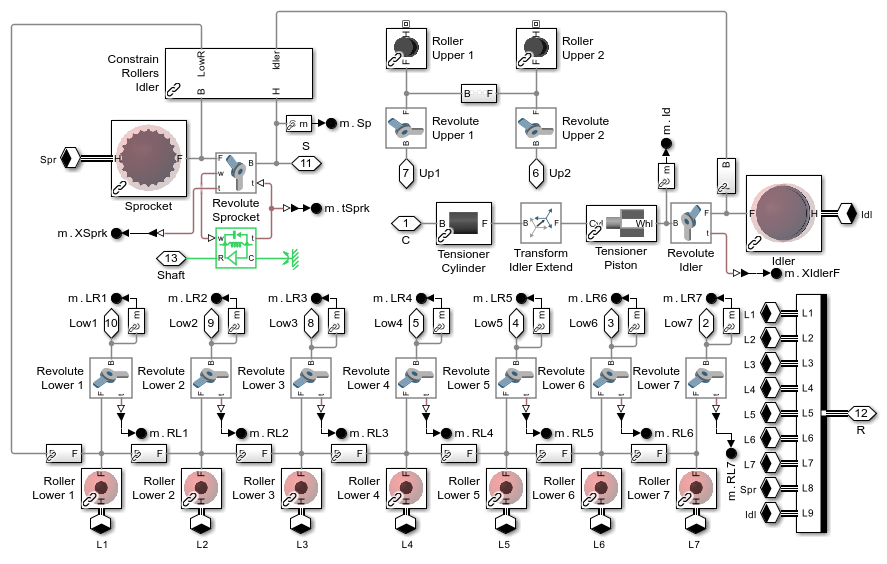 Constrain
Rollers
Idler
LowR
Idler
B
H
m. Sp
S
11
Roller
Upper 1
H
F
Roller
Upper 2
H
F
B F
F
B
Revolute
Upper 1
F
B
Revolute
Upper 2
7
Up1
6
Up2
m. Id
m
B
F
Spr
H
F
Sprocket
F
B
w
t
t
Revolute
Sprocket
m. tSprk
m. XSprk
w
t
R
C
13
Shaft
1
C
B
F
Tensioner
Cylinder
Transform
Idler Extend
Cyl
Whl
Tensioner
Piston
B
F
t
Revolute
Idler
F
H
Idler
Idl
m. XIdlerF
m. LR1
m. LR2
m. LR3
m. LR4
m. LR5
m. LR6
m. LR7
Low1
10
m
Low2
9
m
Low3
8
m
Low4
5
m
Low5
4
m
Low6
3
m
Low7
2
m
Revolute
Lower 1
B
F
t
Revolute
Lower 2
B
F
t
Revolute
Lower 3
B
F
t
Revolute
Lower 4
B
F
t
Revolute
Lower 5
B
F
t
Revolute
Lower 6
B
F
t
Revolute
Lower 7
B
F
t
m. RL1
m. RL2
m. RL3
m. RL4
m. RL5
m. RL6
m. RL7
F
F
F
F
F
F
F
Roller
Lower 1
F
H
Roller
Lower 2
F
H
Roller
Lower 3
F
H
Roller
Lower 4
F
H
Roller
Lower 5
F
H
Roller
Lower 6
F
H
Roller
Lower 7
F
H
L1
L2
L3
L4
L5
L6
L7
L1
L1
L2
L2
L3
L3
L4
L4
L5
L5
L6
L6
L7
L7
Spr
L8
Idl
L9
12
R